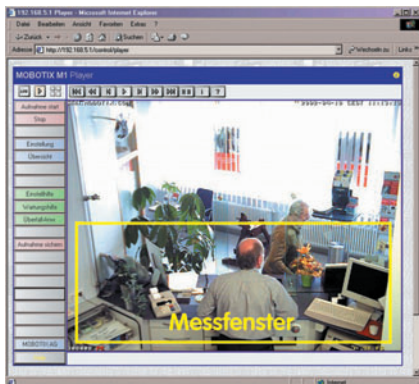 192.168.5.1 Player - Microsoft Internet Explorer
Datei Bearbeiten Ansicht Favoriten Extras ?
Zurück Suchen
Adresse http://192.168.5.1/control/player Wechseln zu Links »
MOBOTIX M1 Player
Aufnahme start
Stop
Einstellung
Übersicht
Einstellhilfe
Wartungshilfe
Überfall-Alarm
Aufnahme sichern
MOBOTIX AG
Messfenster
Internet